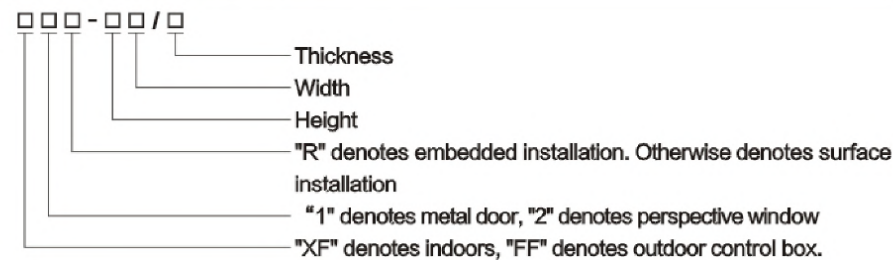 □□□-□□/□
Thickness
Width
Height
"R" denotes embedded installation. Otherwise denotes surface
installation
“1" denotes metal door, "2" denotes perspective window
"XF" denotes indoors, "FF" denotes outdoor control box.